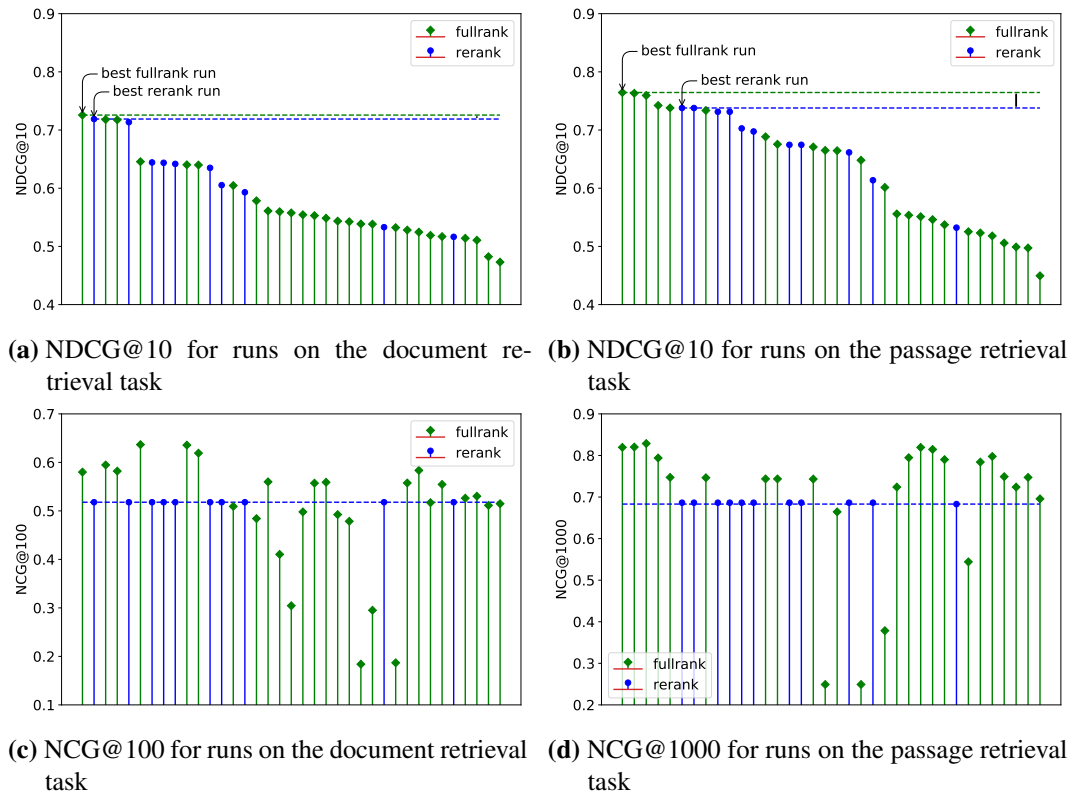 0.9
0.8
0.7
0.6
0.5
0.4
NDCG@10
best fullrank run
best rerank run
fullrank
rerank
0.9
0.8
0.7
0.6
0.5
0.4
NDCG@10
best fullrank run
best rerank run
fullrank
rerank
(a) NDCG@10 for runs on the document re-
trieval task
(b) NDCG@10 for runs on the passage retrieval
task
0.7
0.6
0.5
0.4
0.3
0.2
0.1
NCG@100
fullrank
rerank
0.9
0.8
0.7
0.6
0.5
0.4
0.3
0.2
NCG@1000
fullrank
rerank
(c) NCG@100 for runs on the document retrieval
task
(d) NCG@1000 for runs on the passage retrieval
task